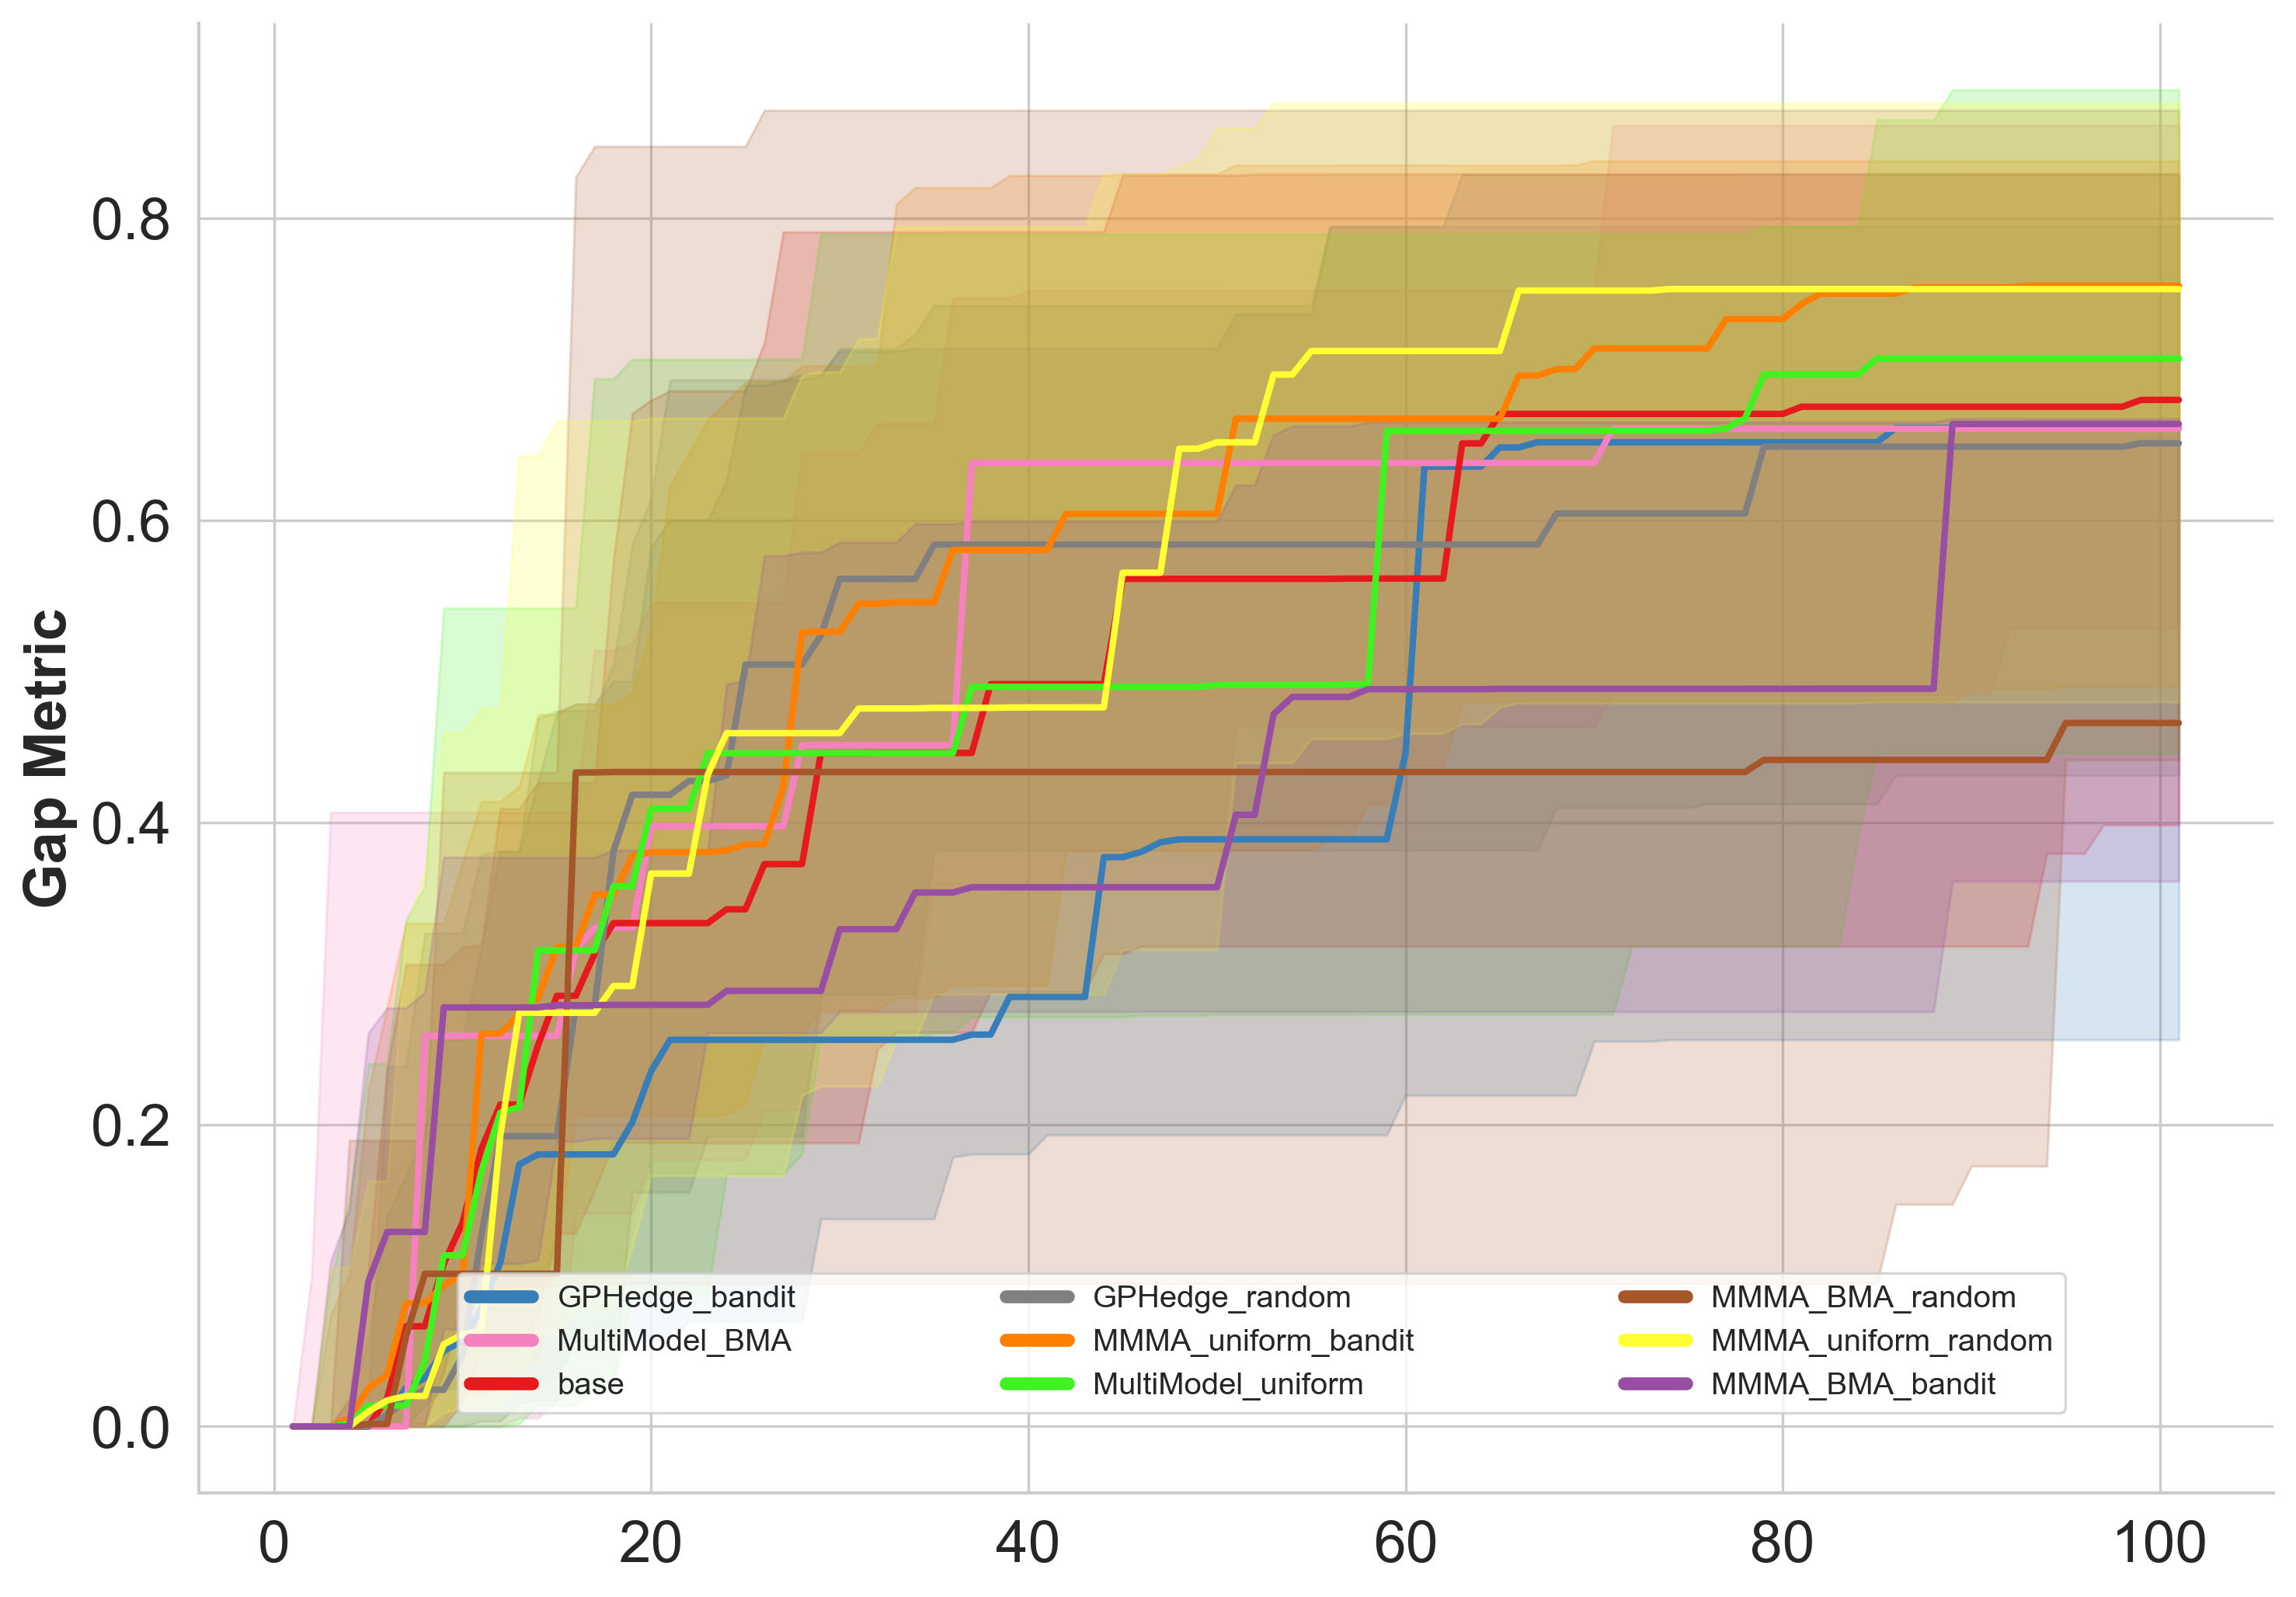 Gap Metric
0.8
0.6
0.4
0.2
0.0
GPHedge_bandit
MultiModel_BMA
base
GPHedge_random
MMMA_uniform_bandit
MultiModel_uniform
MMMA_BMA_random
MMMA_uniform_random
MMMA_BMA_bandit
0 20 40 60 80 100